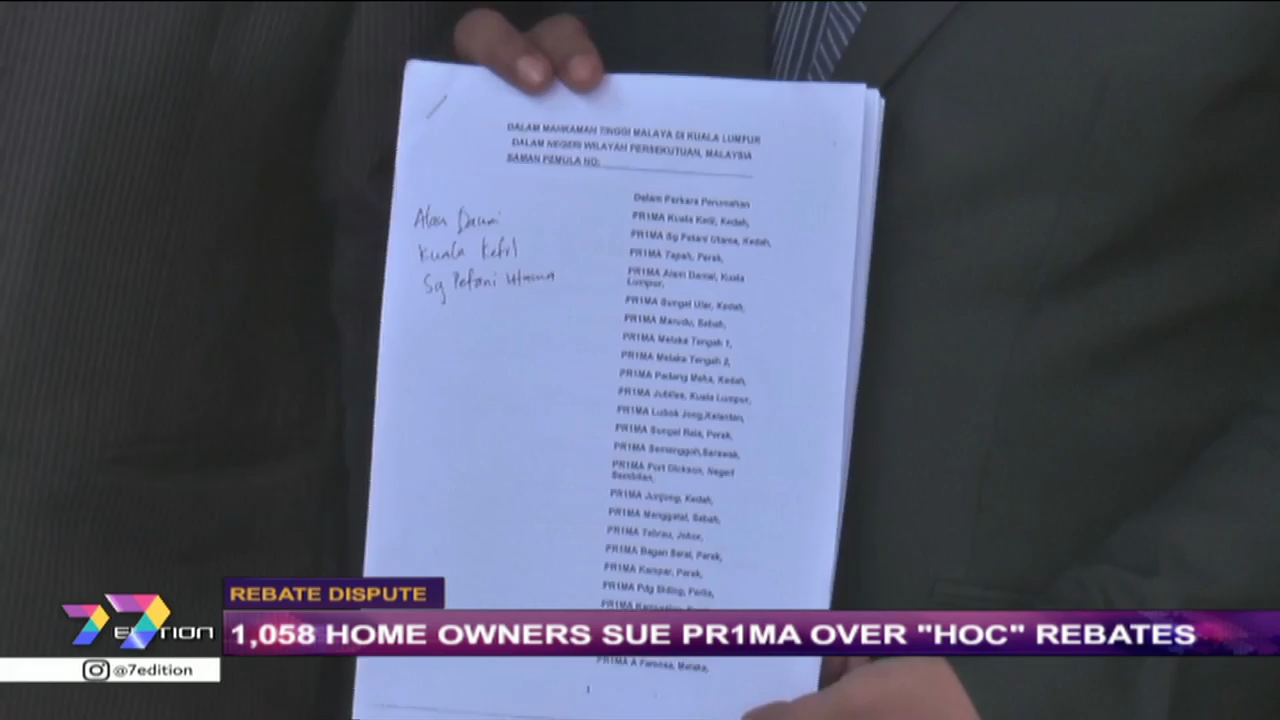 DALAM MAHKAMAH TINGGI MALAYA DI KUALA LUMPUR
DALAM NEGERI WILAYAH PERSEKUTUAN, MALAYSIA
SAMAN PEMULA NO:
Alam Damai
Kuala Ketil
Sg Petani Utama
Dalam Perkara Perumahan
PR1MA Kuala Ketil, Kedah,
PR1MA Sg Petani Utama, Kedah,
PR1MA Tapah, Perak,
PR1MA Alam Damai, Kuala
Lumpur,
PR1MA Sungai Ular, Kedah,
PR1MA Marudu, Sabah,
PR1MA Melaka Tengah 1,
PR1MA Melaka Tengah 2,
PR1MA Padang Meha, Kedah,
PR1MA Jubilee, Kuala Lumpur,
PR1MA Lubok Jong,Kelantan,
PR1MA Sungai Raia, Perak,
PR1MA Semenggoh,Sarawak,
PR1MA Port Dickson, Negeri
Sembilan,
PR1MA Junjong, Kedah,
PR1MA Menggatal, Sabah,
PR1MA Tebrau, Johor,
PR1MA Bagan Serai, Perak,
PR1MA Kampar, Perak,
PR1MA Pdg Siding, Perlis,
PR1MA
PR1MA A Famosa, Melaka,
1
REBATE DISPUTE
7 EDITION
1,058 HOME OWNERS SUE PR1MA OVER "HOC" REBATES
@7edition